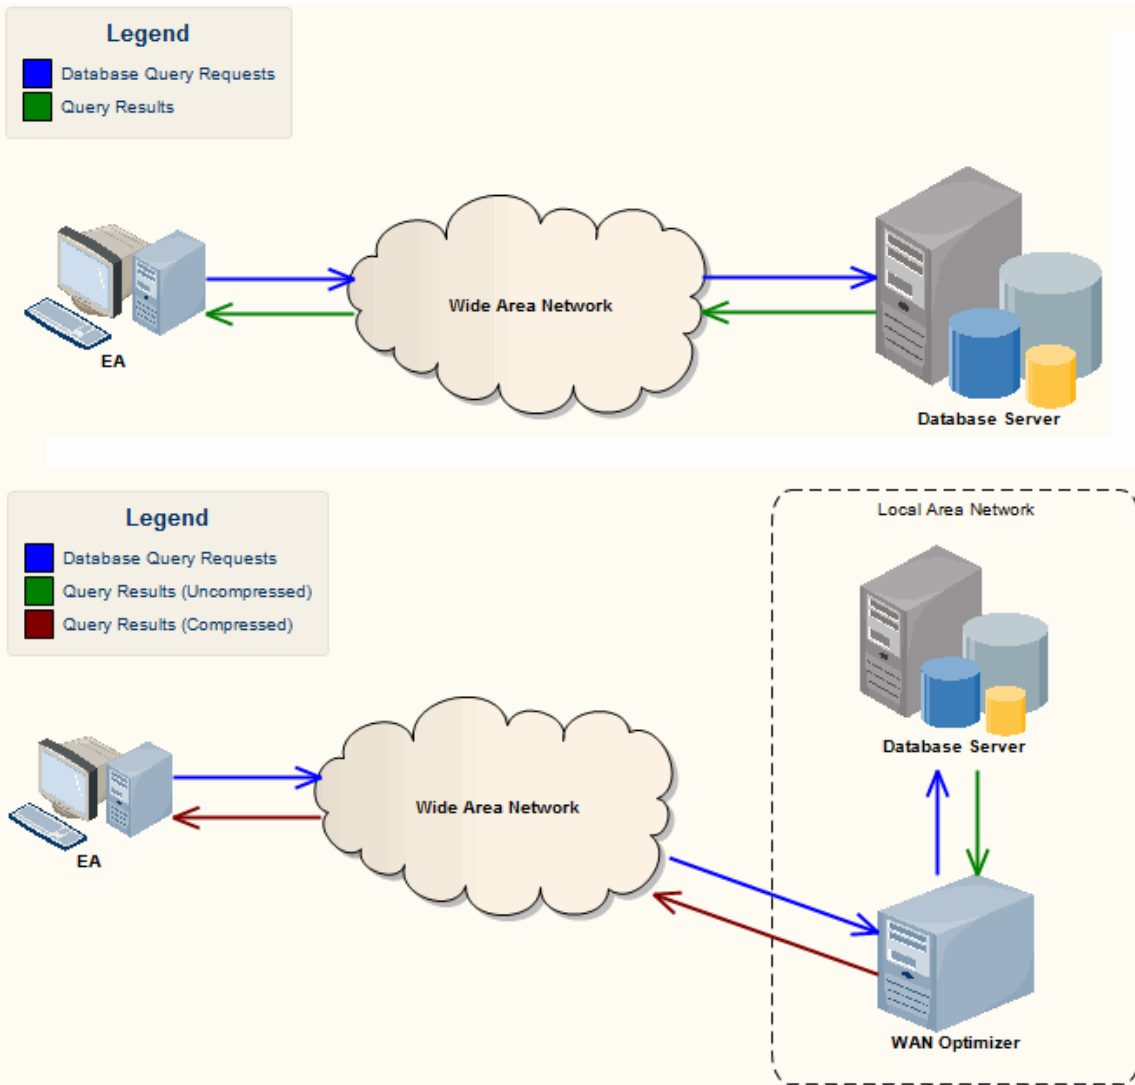 Legend
Database Query Requests
Query Results
Wide Area Network
EA
Database Server
Legend
Database Query Requests
Query Results (Uncompressed)
Query Results (Compressed)
Local Area Network
Database Server
Wide Area Network
EA
WAN Optimizer